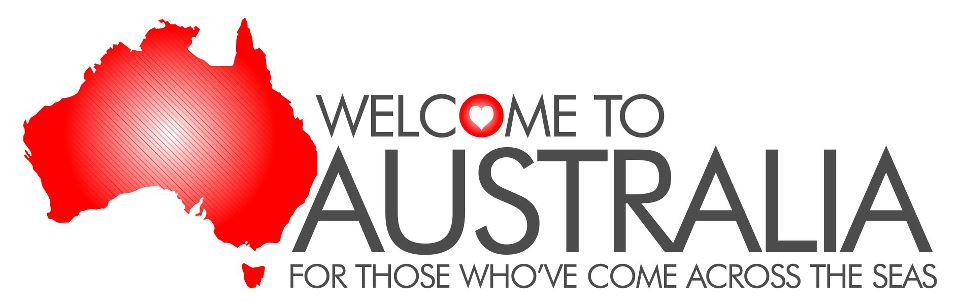 WELCOME TO
AUSTRALIA
FOR THOSE WHO'VE COME ACROSS THE SEAS